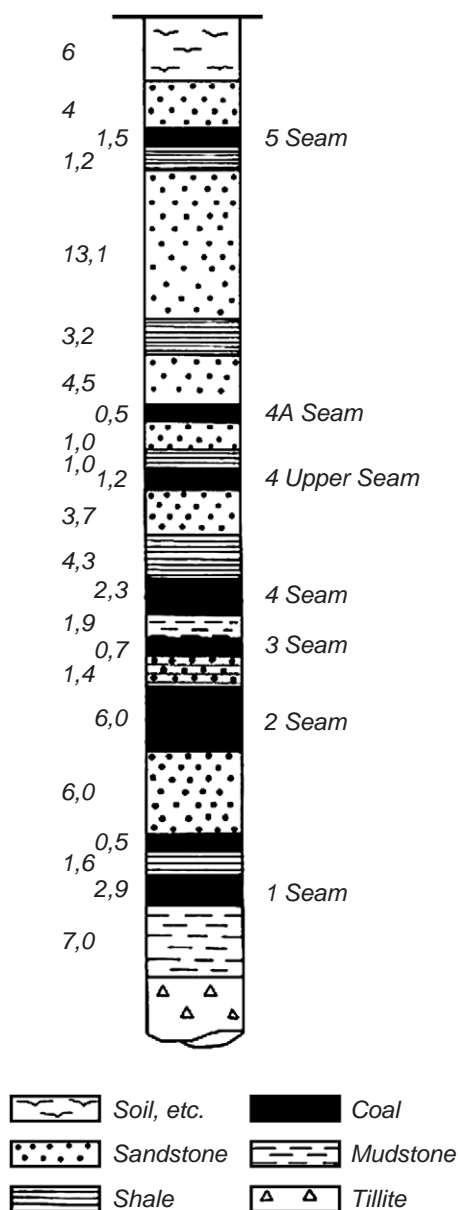 6
4
1,5 5 Seam
1,2
13,1
3,2
4,5
0,5 4A Seam
1,0
1,0
1,2 4 Upper Seam
3,7
4,3
2,3 4 Seam
1,9
0,7 3 Seam
1,4
6,0 2 Seam
6,0
0,5
1,6
2,9 1 Seam
7,0
Soil, etc. Coal
Sandstone Mudstone
Shale Tillite